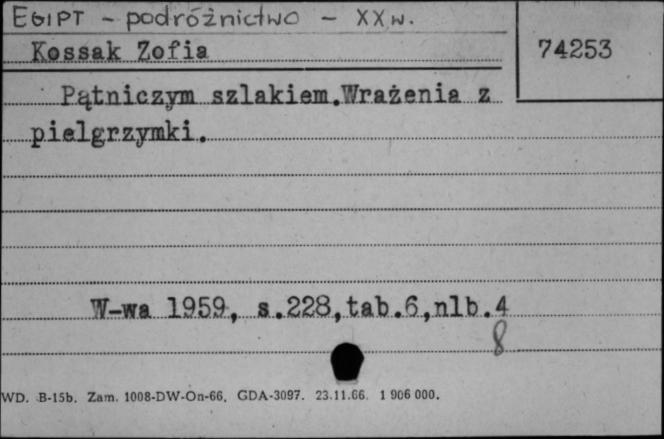 EGIPT - podróżnictwo - XX w.
Kossak Zofia
74253
Pątniczym szlakiem.Wrażenia z
pielgrzymki.
W-wa 1959, s.228,tab.6,nlb.4
8
WD. B-15b. Zam. 1008-DW-On-66. GDA-3097. 23.11.66. 1 906 000.